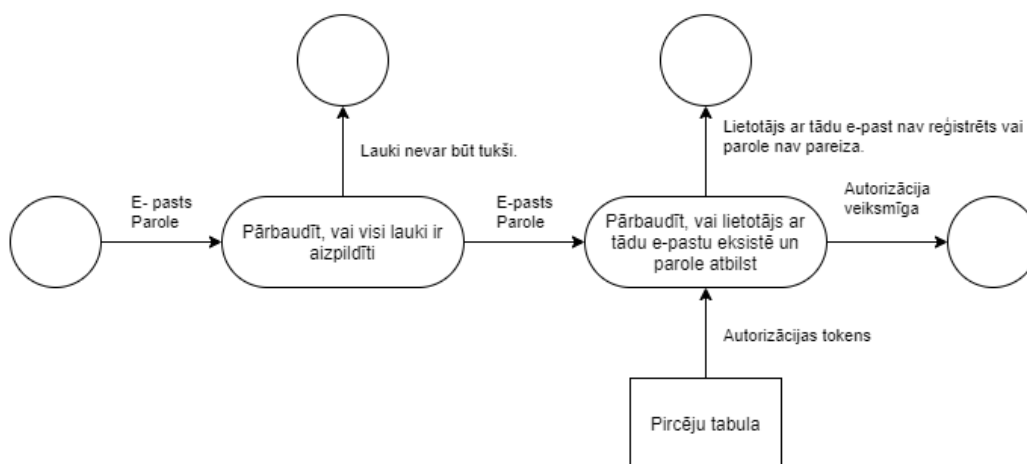 Lauki nevar būt tukši.
Lietotājs ar tādu e-past nav reģistrēts vai
parole nav pareiza.
E- pasts
Parole
Pārbaudīt, vai visi lauki ir
aizpildīti
E-pasts
Parole
Pārbaudīt, vai lietotājs ar
tādu e-pastu eksistē un
parole atbilst
Autorizācija
veiksmīga
Autorizācijas tokens
Pircēju tabula